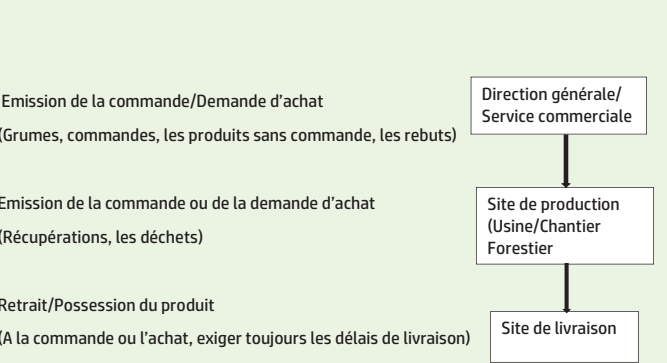 Emission de la commande/Demande d'achat
(Grumes, commandes, les produits sans commande, les rebuts)
Direction générale/
Service commerciale
Emission de la commande ou de la demande d'achat
(Récupérations, les déchets)
Site de production
(Usine/Chantier
Forestier
Retrait/Possession du produit
(A la commande ou l'achat, exiger toujours les délais de livraison)
Site de livraison